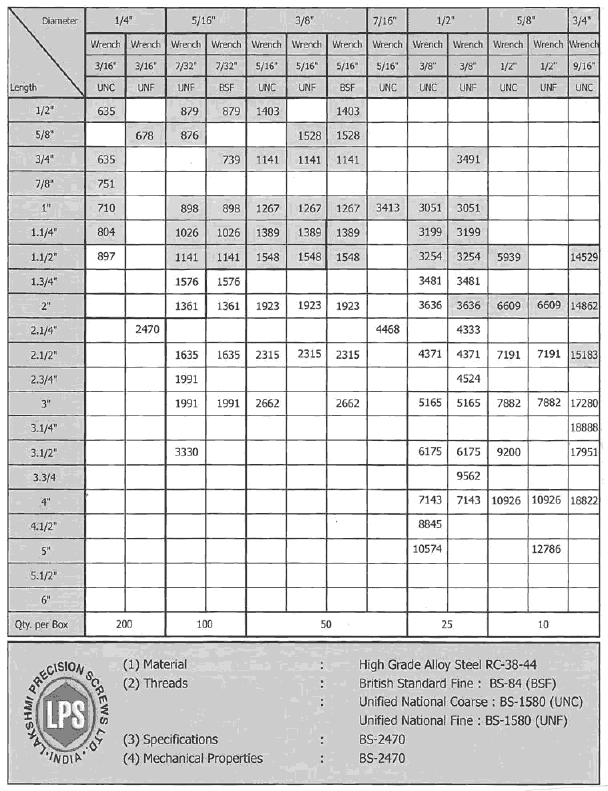 Diameter 1/4" 5/16" 3/8" 7/16" 1/2" 5/8" 3/4"
Wrench Wrench Wrench Wrench Wrench Wrench Wrench Wrench Wrench Wrench Wrench Wrench Wrench
3/16" 3/16" 7/32" 7/32" 5/16" 5/16" 5/16" 5/16" 3/8" 3/8" 1/2" 1/2" 9/16"
Length UNC UNF UNF BSF UNC UNF BSF UNC UNC UNF UNC UNF UNC
1/2" 635 879 879 1403 1403
5/8" 678 876 1528 1528
3/4" 635 739 1141 1141 1141 3491
7/8" 751
1" 710 898 898 1267 1267 1267 3413 3051 3051
1.1/4" 804 1026 1026 1389 1389 1389 3199 3199
1.1/2" 897 1141 1141 1548 1548 1548 3254 3254 5939 14529
1.3/4" 1576 1576 3481 3481
2" 1361 1361 1923 1923 1923 3636 3636 6609 6609 14862
2.1/4" 2470 4468 4333
2.1/2" 1635 1635 2315 2315 2315 4371 4371 7191 7191 15183
2.3/4" 1991 4524
3" 1991 1991 2662 2662 5165 5165 7882 7882 17280
3.1/4" 18888
3.1/2" 3330 6175 6175 9200 17951
3.3/4 9562
4" 7143 7143 10926 10926 18822
4.1/2" 8845
5" 10574 12786
5.1/2"
6"
Qty. per Box 200 100 50 25 10
(1) Material : High Grade Alloy Steel RC-38-44
(2) Threads : British Standard Fine : BS-84 (BSF)
: Unified National Coarse : BS-1580 (UNC)
Unified National Fine : BS-1580 (UNF)
(3) Specifications : BS-2470
(4) Mechanical Properties : BS-2470
LAKSHMI PRECISION SCREWS LTD.
LPS
INDIA